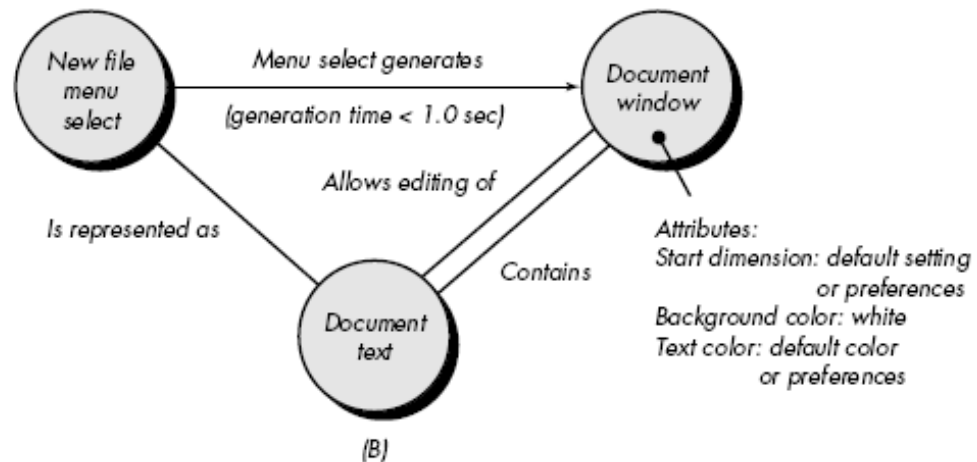 New file
menu
select
Menu select generates
(generation time < 1.0 sec)
Document
window
Allows editing of
Is represented as
Contains
Document
text
Attributes:
Start dimension: default setting
or preferences
Background color: white
Text color: default color
or preferences
(B)